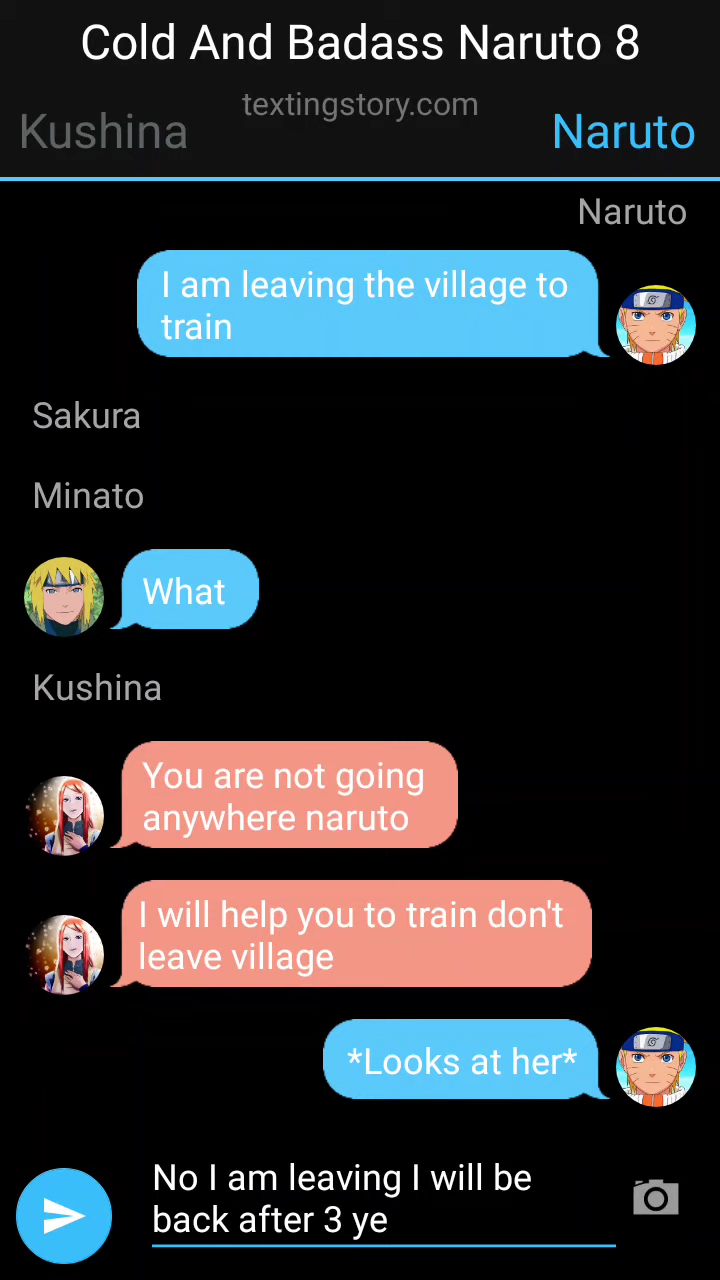 Cold And Badass Naruto 8
textingstory.com
Kushina
Naruto
Naruto
I am leaving the village to
train
Sakura
Minato
What
Kushina
You are not going
anywhere naruto
I will help you to train don't
leave village
*Looks at her*
No I am leaving I will be
back after 3 ye